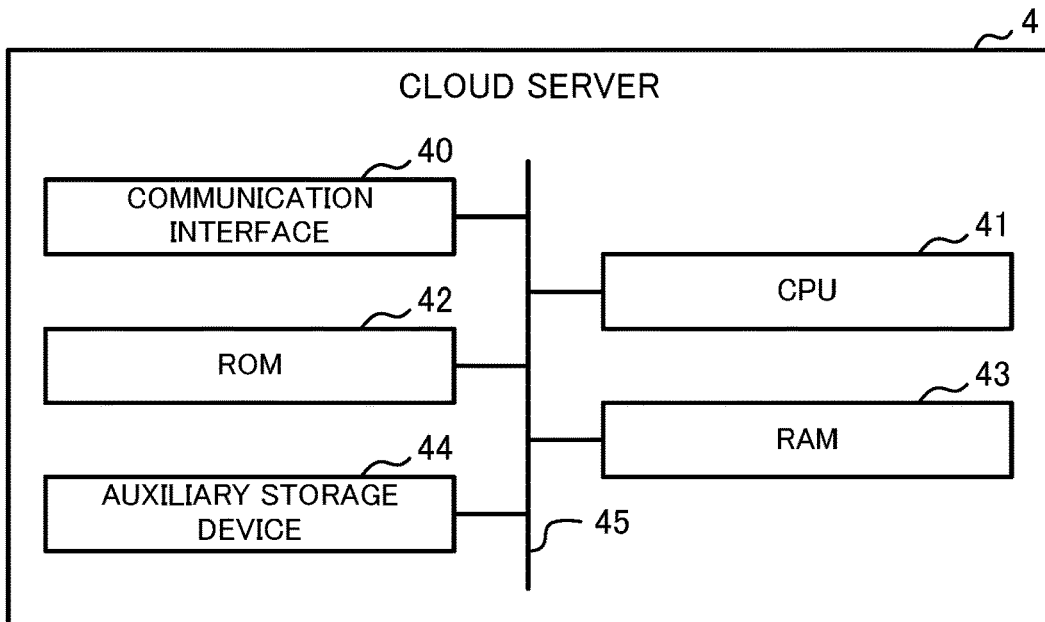 4
CLOUD SERVER
40
COMMUNICATION
INTERFACE
41
CPU
42
ROM
43
RAM
44
AUXILIARY STORAGE
DEVICE
45